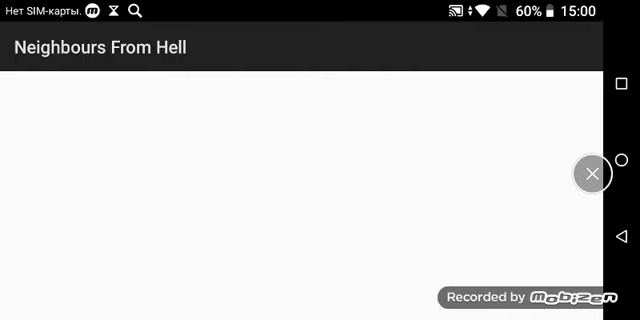 Нет SIM-карты. m 60% 15:00
Neighbours From Hell
Recorded by Mobizen